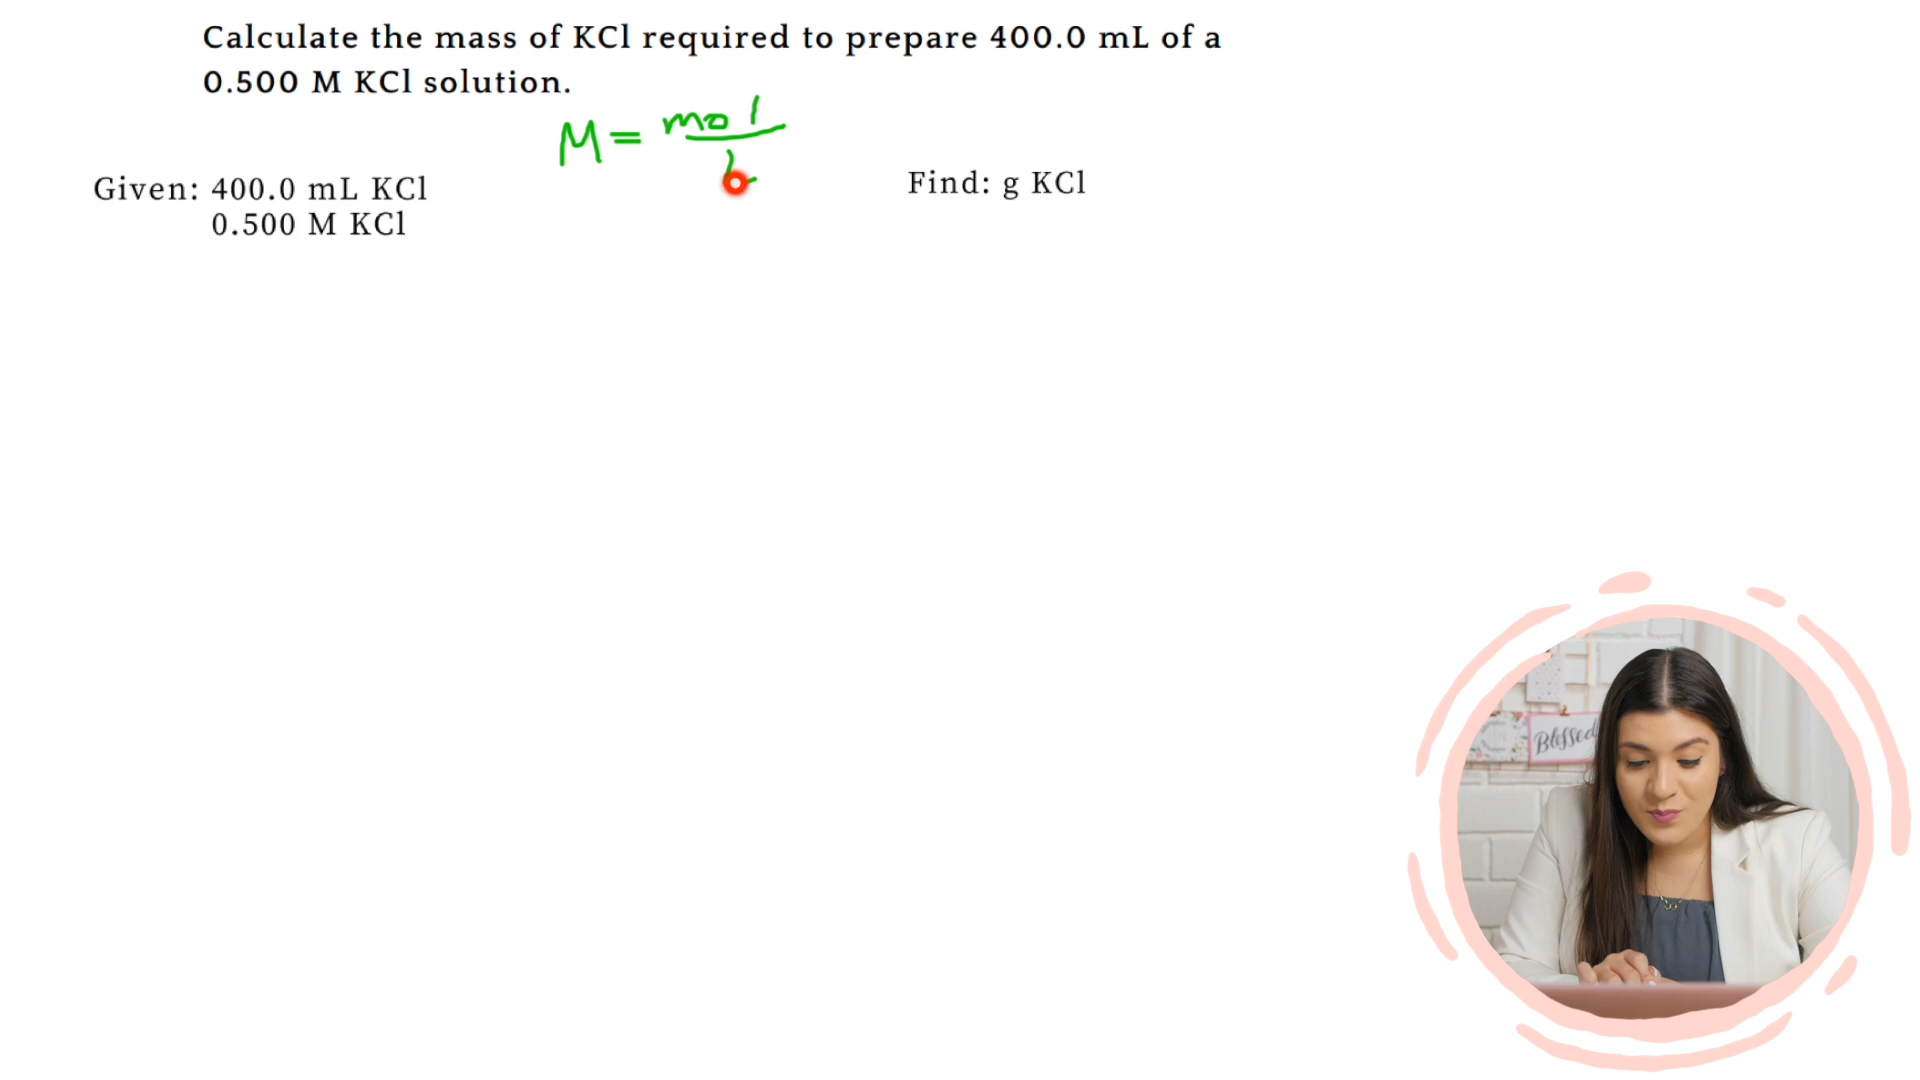 Calculate the mass of KCl required to prepare 400.0 mL of a
0.500 M KCl solution.
M = mol
L
Given: 400.0 mL KCl
Find: g KCl
0.500 M KCl
Blessed